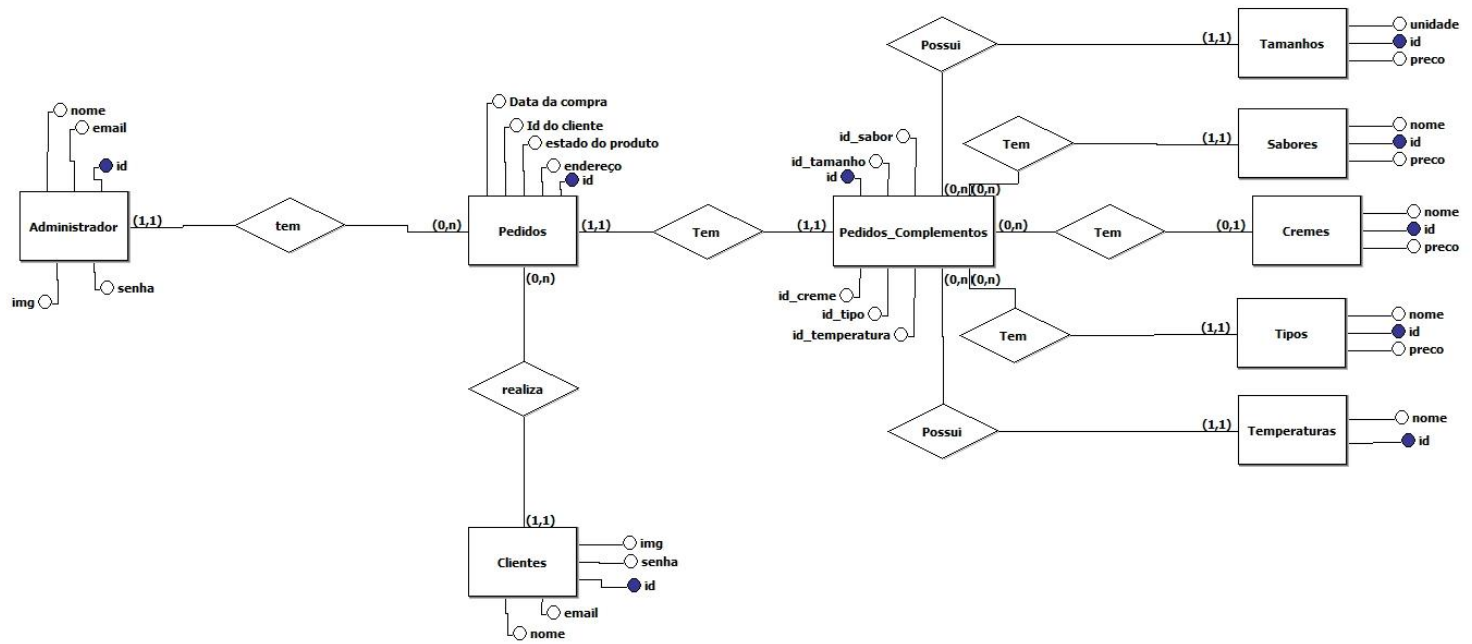 Possui
(1,1)
Tamanhos
unidade
id
preco
nome
email
id
Administrador
img
senha
(1,1)
tem
(0,n)
Data da compra
Id do cliente
estado do produto
endereço
id
Pedidos
(1,1)
(0,n)
Tem
(1,1)
id_sabor
id_tamanho
id
Pedidos_Complementos
(0,n)
(0,n)
(0,n)
(0,n)
(0,n)
id_creme
id_tipo
id_temperatura
Tem
(1,1)
Sabores
nome
id
preco
Tem
(0,1)
Cremes
nome
id
preco
Tem
(1,1)
Tipos
nome
id
preco
Possui
(1,1)
Temperaturas
nome
id
realiza
(1,1)
Clientes
img
senha
id
email
nome